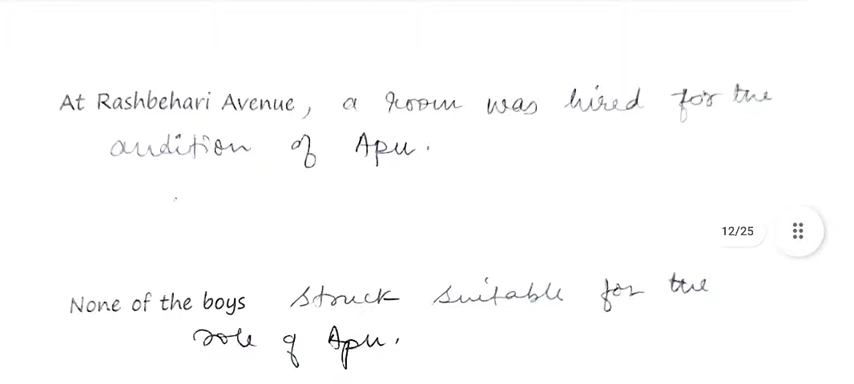 At Rashbehari Avenue, a room was hired for the
audition of Apu.
12/25
None of the boys struck suitable for the
role of Apu.